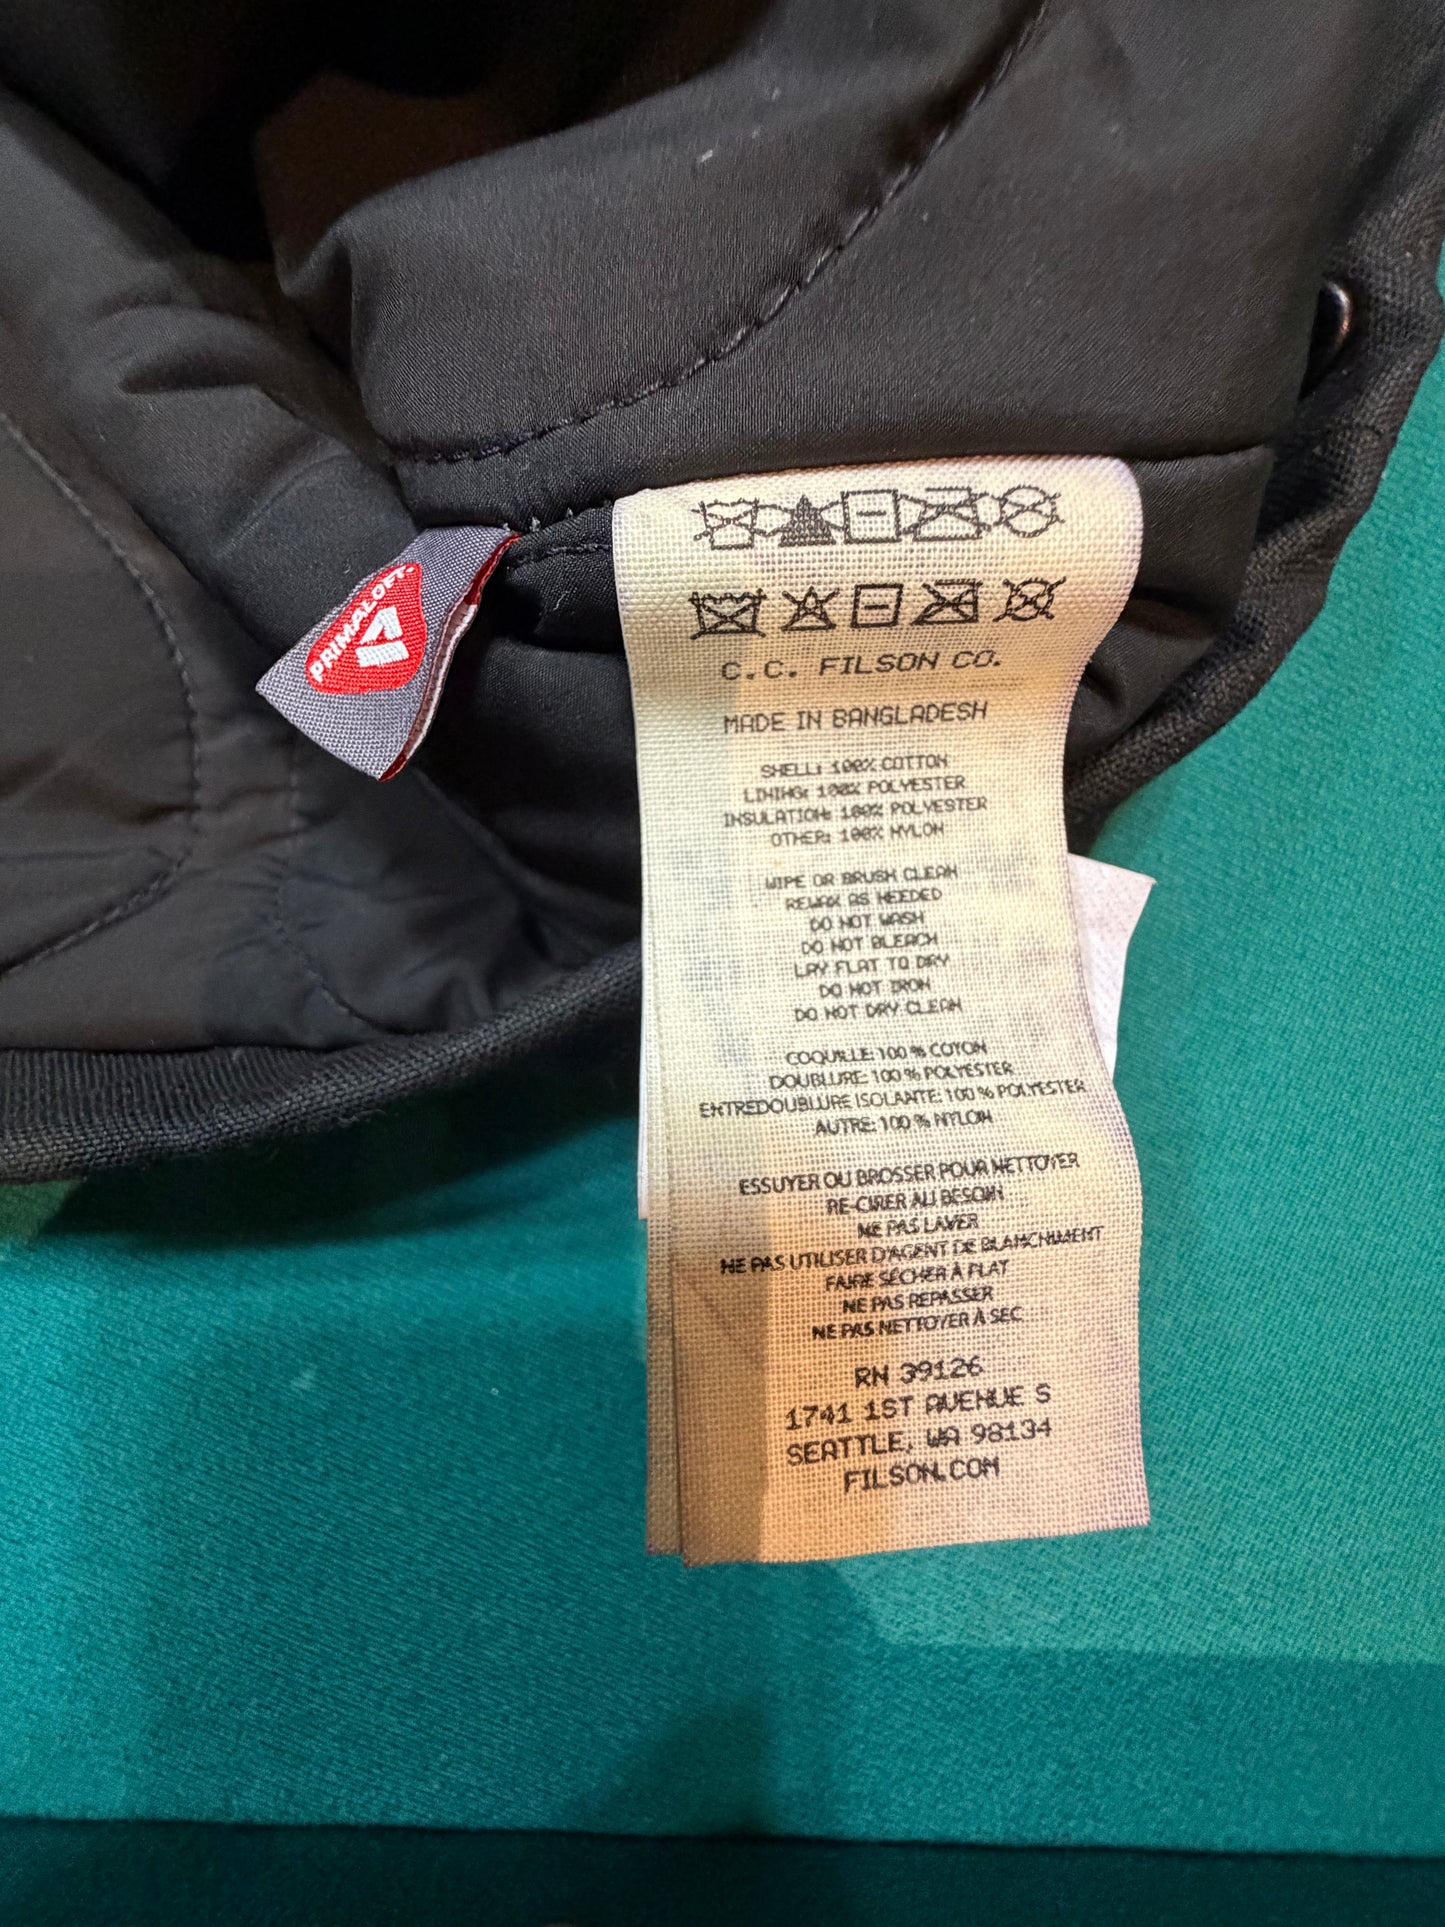 PRIMALOFT
C.C. FILSON CO.
MADE IN BANGLADESH
SHELL: 100% COTTON
LINING: 100% POLYESTER
INSULATION: 100% POLYESTER
OTHER: 100% NYLON
WIPE OR BRUSH CLEAN
REWAX AS NEEDED
DO NOT WASH
DO NOT BLEACH
LAY FLAT TO DRY
DO NOT IRON
DO NOT DRY CLEAN
COQUILLE: 100 % COTON
DOUBLURE: 100 % POLYESTER
ENTREDOUBLURE ISOLANTE: 100 % POLYESTER
AUTRE: 100 % NYLON
ESSUYER OU BROSSER POUR NETTOYER
RE-CIRER AU BESOIN
NE PAS LAVER
NE PAS UTILISER D'AGENT DE BLANCHIMENT
FAIRE SÉCHER À PLAT
NE PAS REPASSER
NE PAS NETTOYER À SEC
RN 39126
1741 1ST AVENUE S
SEATTLE, WA 98134
FILSON.COM